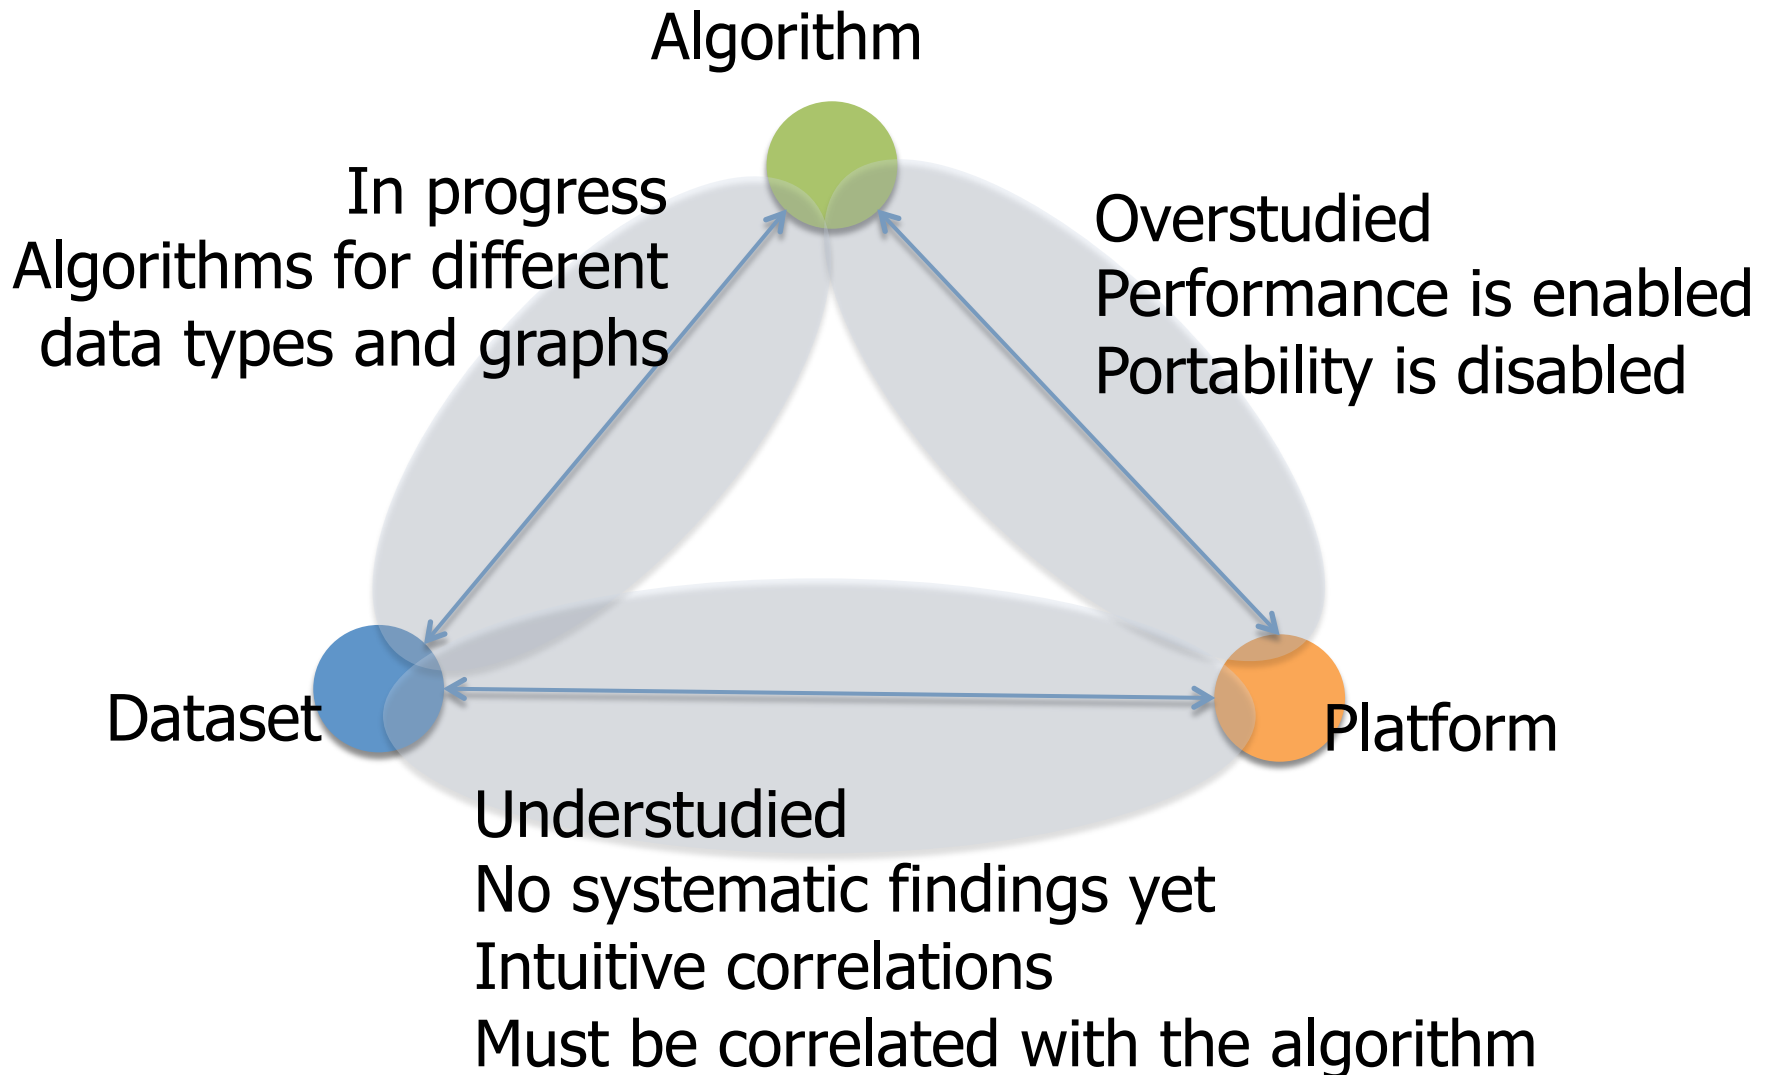 Algorithm
In progress
Algorithms for different
data types and graphs
Overstudied
Performance is enabled
Portability is disabled
Dataset
Platform
Understudied
No systematic findings yet
Intuitive correlations
Must be correlated with the algorithm